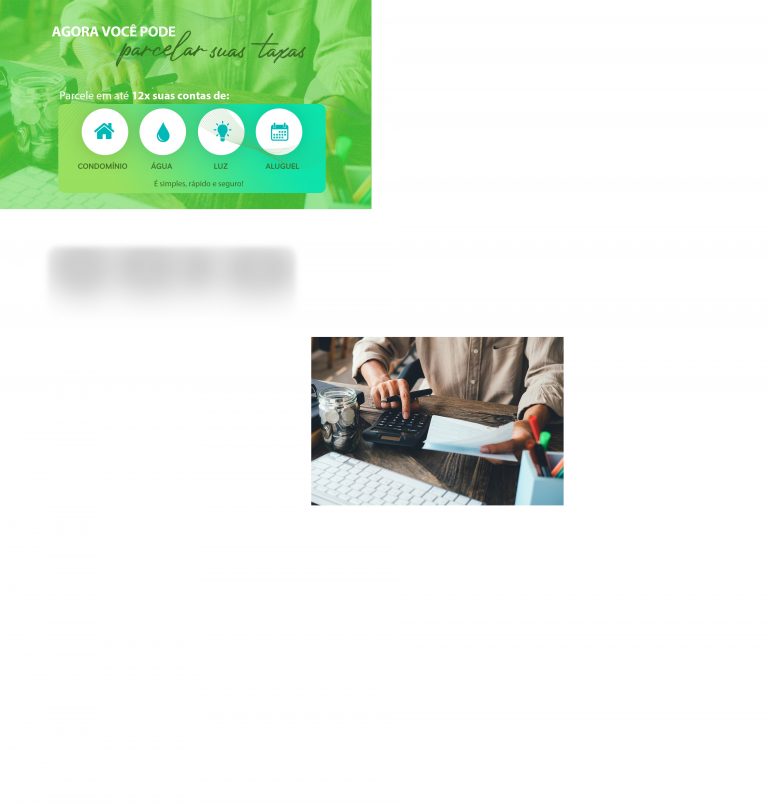 AGORA VOCÊ PODE
parcelar suas taxas
Parcele em até 12x suas contas de:
CONDOMÍNIO ÁGUA LUZ ALUGUEL
É simples, rápido e seguro!